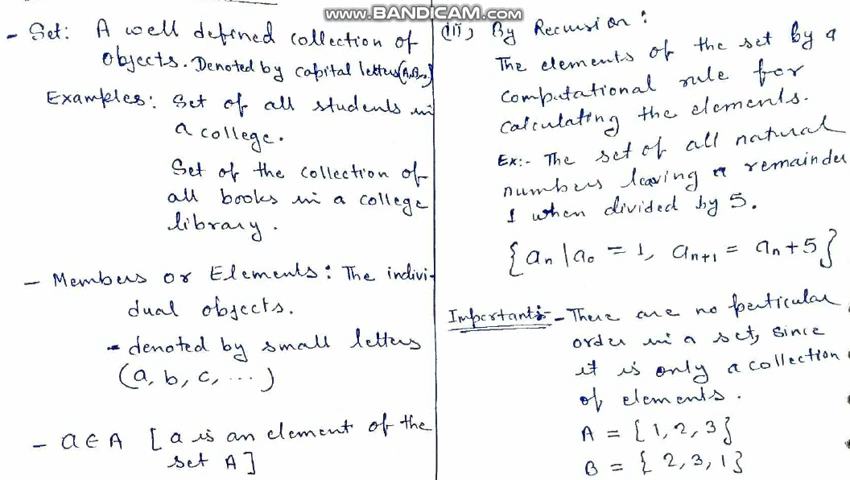 www.BANDICAM.com
- Set: A well defined collection of
objects. Denoted by capital letters(A,B..)
Examples: Set of all students in
a college.
Set of the collection of
all books in a college
library.
- Members or Elements: The indivi-
dual objects.
- denoted by small letters
(a, b, c, ...)
- a ∈ A [a is an element of the
set A]
(iii) By Recursion:
The elements of the set by a
computational rule for
calculating the elements.
Ex:- The set of all natural
numbers leaving a remainder
1 when divided by 5.
{aₙ | a₀ = 1, aₙ₊₁ = aₙ + 5}
Important:- There are no perticular
order in a set, since
it is only a collection
of elements.
A = {1, 2, 3}
B = {2, 3, 1}